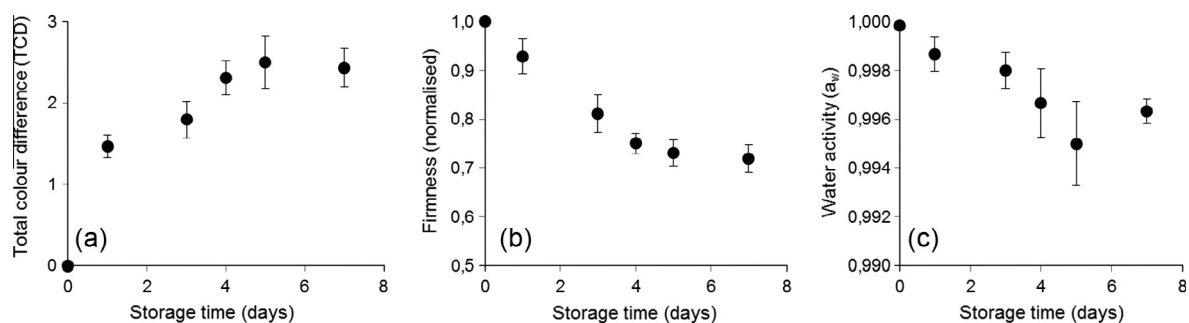 Total colour difference (TCD)
3
2
1
0
(a)
0 2 4 6 8
Storage time (days)
Firmness (normalised)
1,0
0,9
0,8
0,7
0,6
0,5
(b)
0 2 4 6 8
Storage time (days)
Water activity (aw)
1,000
0,998
0,996
0,994
0,992
0,990
(c)
0 2 4 6 8
Storage time (days)